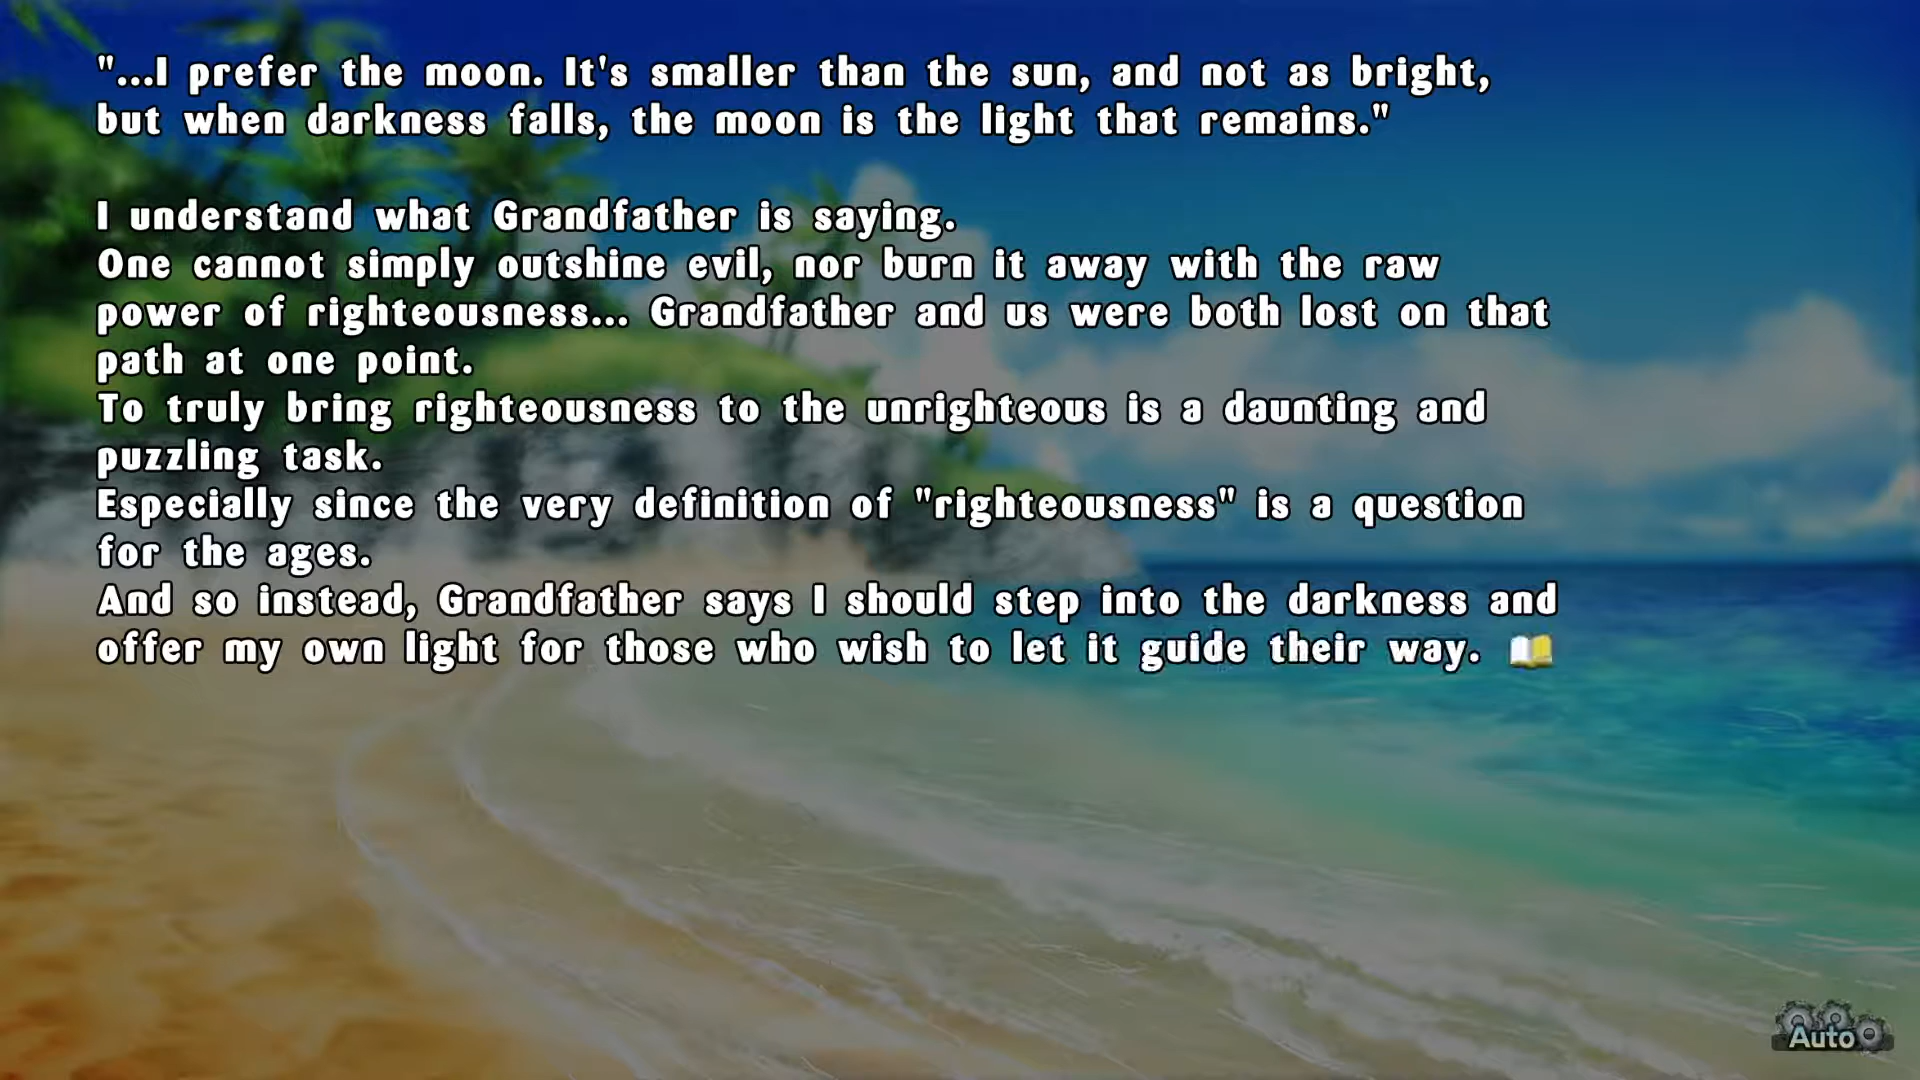 "...I prefer the moon. It's smaller than the sun, and not as bright,
but when darkness falls, the moon is the light that remains."
I understand what Grandfather is saying.
One cannot simply outshine evil, nor burn it away with the raw
power of righteousness... Grandfather and us were both lost on that
path at one point.
To truly bring righteousness to the unrighteous is a daunting and
puzzling task.
Especially since the very definition of "righteousness" is a question
for the ages.
And so instead, Grandfather says I should step into the darkness and
offer my own light for those who wish to let it guide their way.
Auto